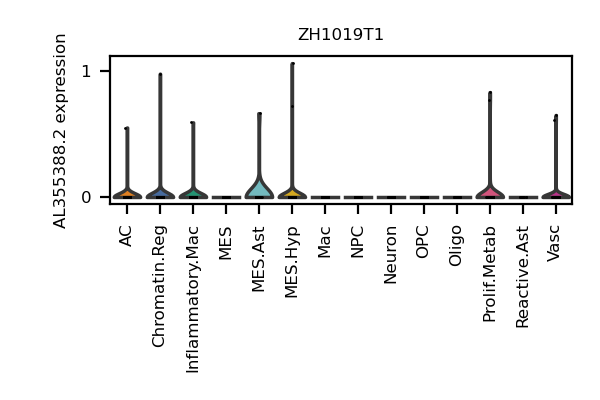 ZH1019T1
AL355388.2 expression
1
0
AC
Chromatin.Reg
Inflammatory.Mac
MES
MES.Ast
MES.Hyp
Mac
NPC
Neuron
OPC
Oligo
Prolif.Metab
Reactive.Ast
Vasc